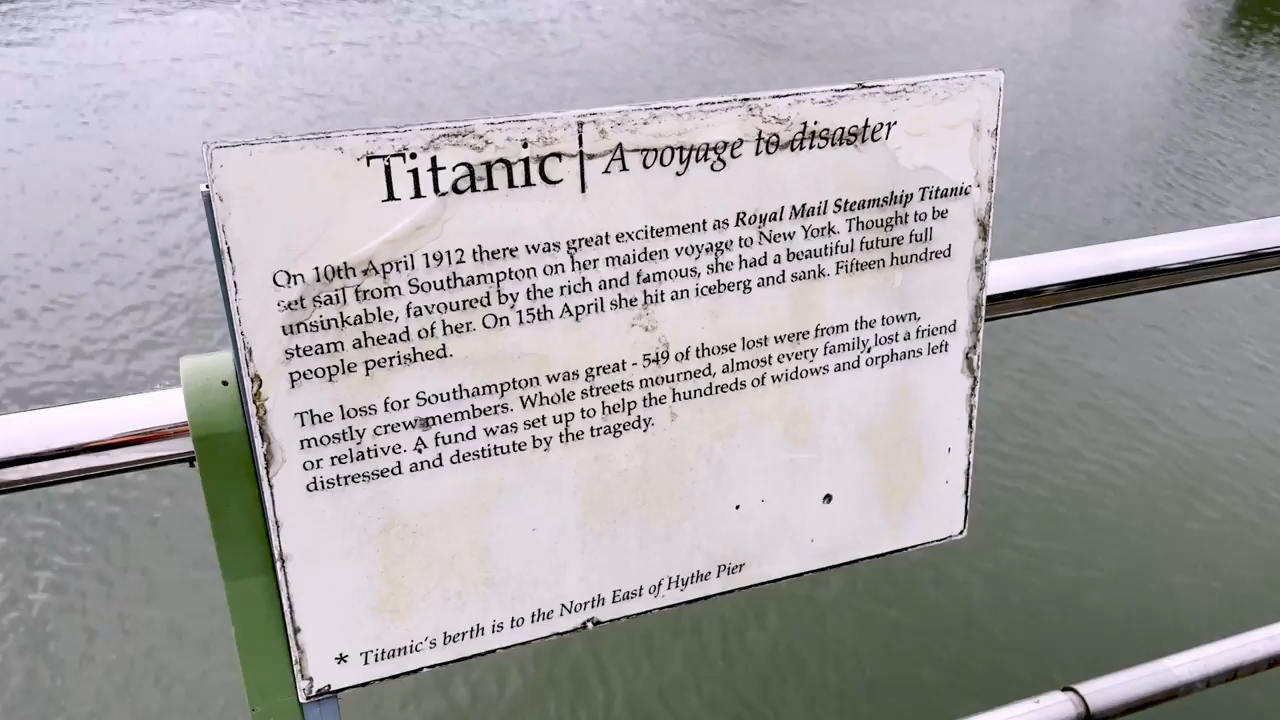 Titanic | A voyage to disaster
On 10th April 1912 there was great excitement as Royal Mail Steamship Titanic
set sail from Southampton on her maiden voyage to New York. Thought to be
unsinkable, favoured by the rich and famous, she had a beautiful future full
steam ahead of her. On 15th April she hit an iceberg and sank. Fifteen hundred
people perished.
The loss for Southampton was great - 549 of those lost were from the town,
mostly crew members. Whole streets mourned, almost every family lost a friend
or relative. A fund was set up to help the hundreds of widows and orphans left
distressed and destitute by the tragedy.
* Titanic's berth is to the North East of Hythe Pier